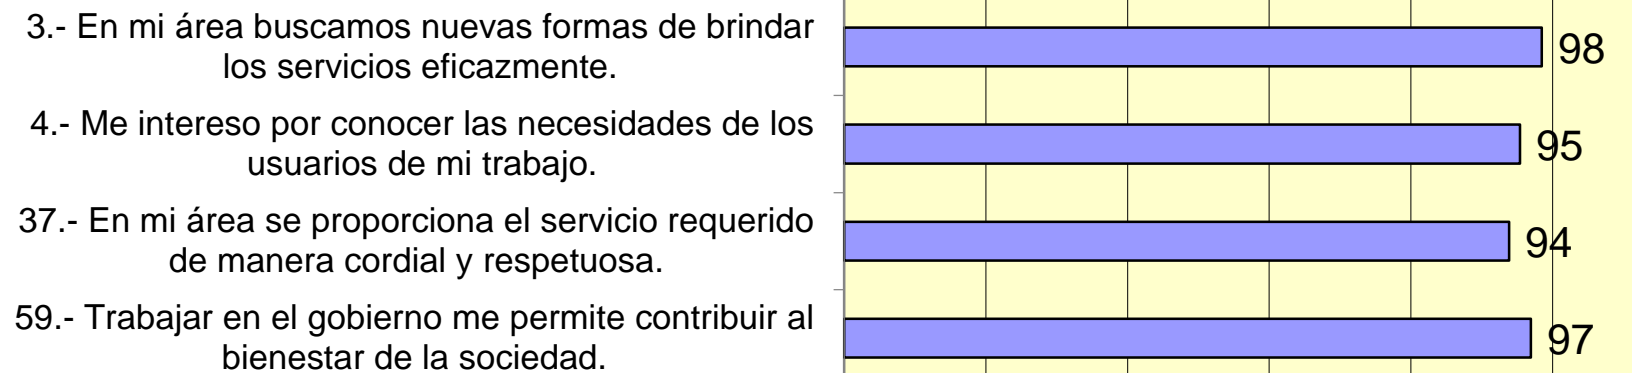 3.- En mi área buscamos nuevas formas de brindar
los servicios eficazmente.
98
4.- Me intereso por conocer las necesidades de los
usuarios de mi trabajo.
95
37.- En mi área se proporciona el servicio requerido
de manera cordial y respetuosa.
94
59.- Trabajar en el gobierno me permite contribuir al
bienestar de la sociedad.
97